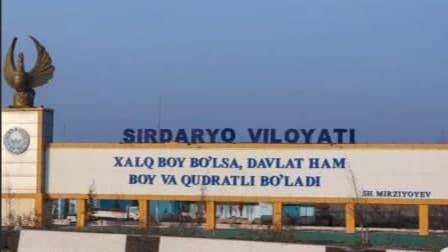 SIRDARYO VILOYATI
XALQ BOY BO'LSA, DAVLAT HAM
BOY VA QUDRATLI BO'LADI
SH. MIRZIYOYEV